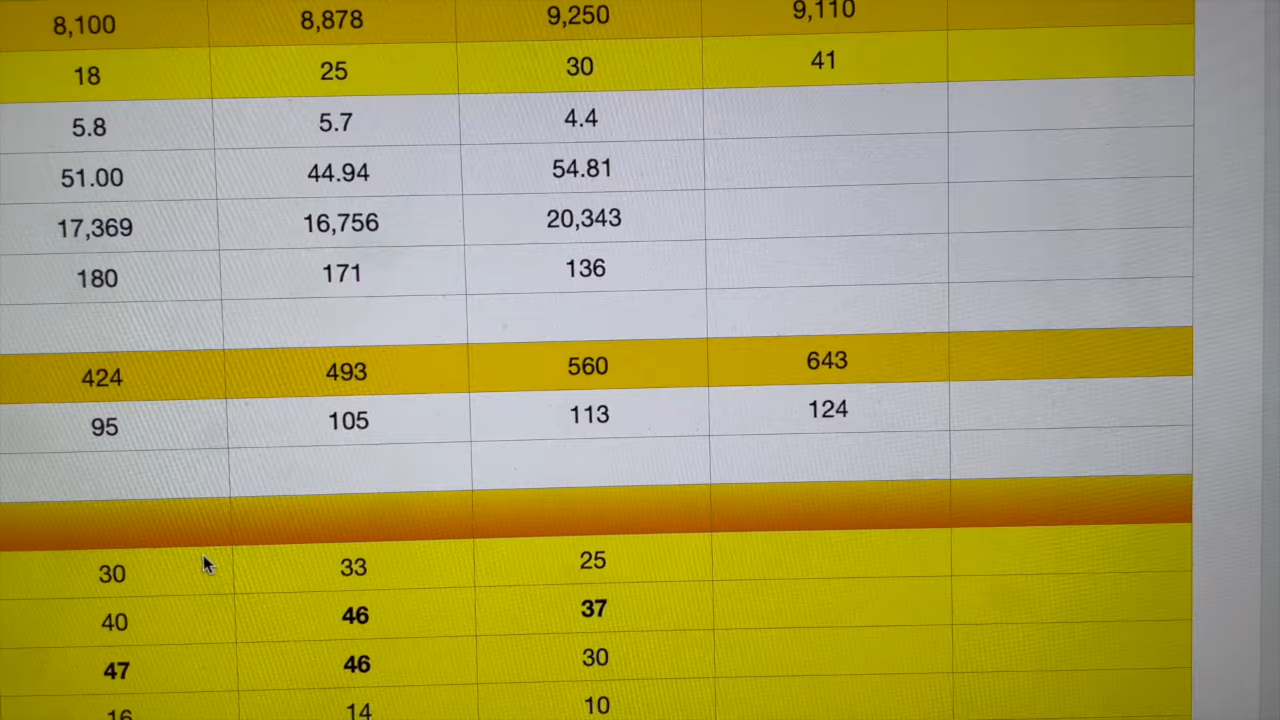 8,100 8,878 9,250 9,110
18 25 30 41
5.8 5.7 4.4
51.00 44.94 54.81
17,369 16,756 20,343
180 171 136
424 493 560 643
95 105 113 124
30 33 25
40 46 37
47 46 30
16 14 10